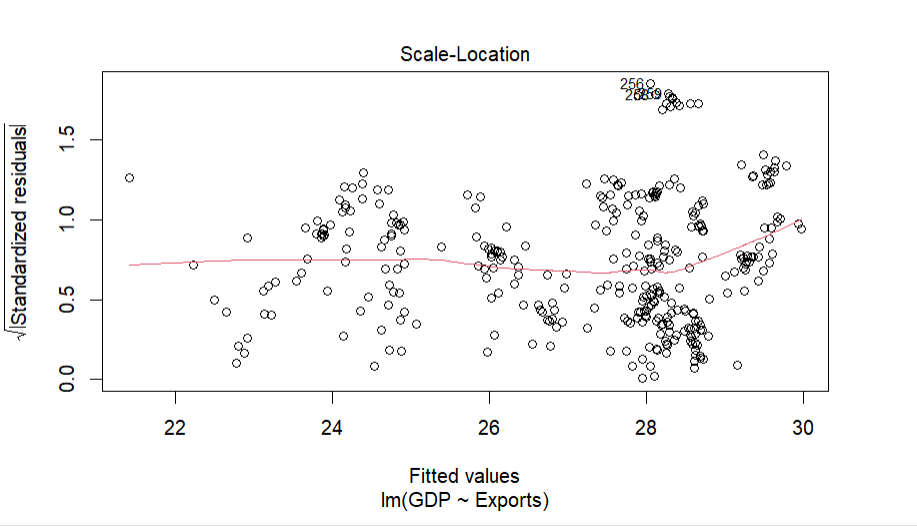 Scale-Location
√|Standardized residuals|
1.5
1.0
0.5
0.0
256
22
24
26
28
30
Fitted values
lm(GDP ~ Exports)